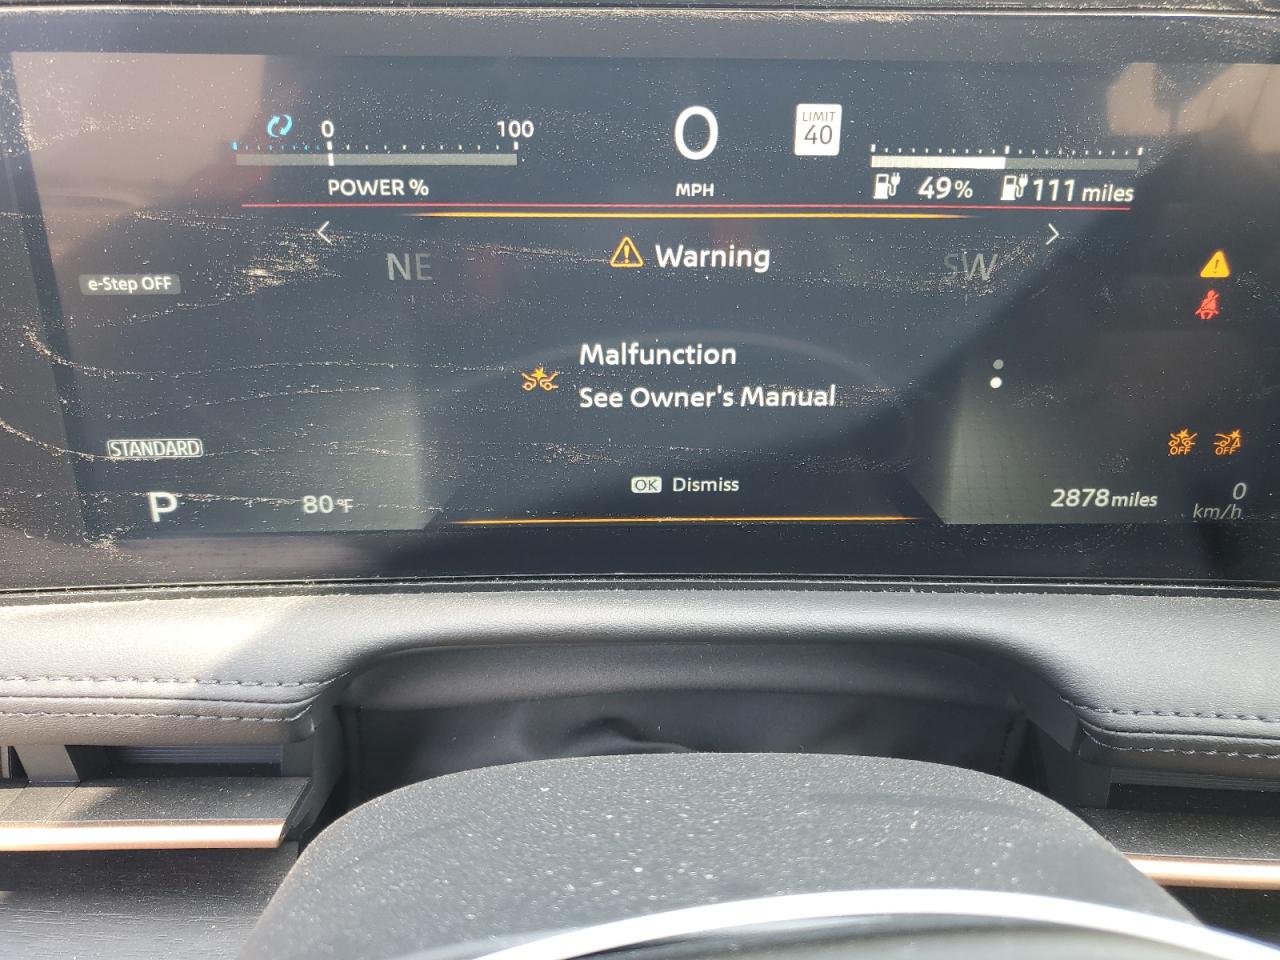 0 100
POWER %
0
MPH
LIMIT
40
49% 111 miles
Warning
NE SW
e-Step OFF
Malfunction
See Owner's Manual
STANDARD
OFF OFF
OK Dismiss
P 80°F
2878 miles
0
km/h